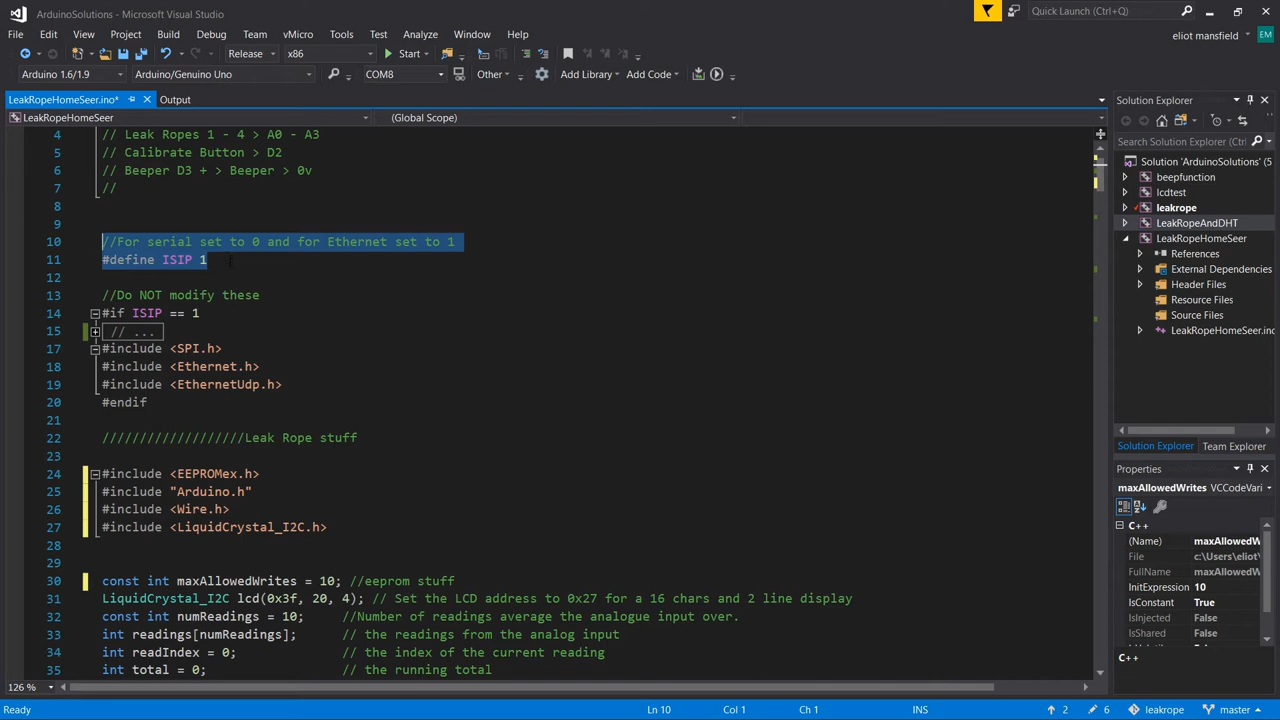 ArduinoSolutions - Microsoft Visual Studio
Quick Launch (Ctrl+Q)
File Edit View Project Build Debug Team vMicro Tools Test Analyze Window Help
eliot mansfield
Release x86 Start
Arduino 1.6/1.9 Arduino/Genuino Uno COM8 Other Add Library Add Code
LeakRopeHomeSeer.ino* Output
LeakRopeHomeSeer (Global Scope)
4 // Leak Ropes 1 - 4 > A0 - A3
5 // Calibrate Button > D2
6 // Beeper D3 + > Beeper > 0v
7 //
8
9
10 //For serial set to 0 and for Ethernet set to 1
11 #define ISIP 1
12
13 //Do NOT modify these
14 #if ISIP == 1
15 // ...
17 #include <SPI.h>
18 #include <Ethernet.h>
19 #include <EthernetUdp.h>
20 #endif
21
22 ///////////////////Leak Rope stuff
23
24 #include <EEPROMex.h>
25 #include "Arduino.h"
26 #include <Wire.h>
27 #include <LiquidCrystal_I2C.h>
28
29
30 const int maxAllowedWrites = 10; //eeprom stuff
31 LiquidCrystal_I2C lcd(0x3f, 20, 4); // Set the LCD address to 0x27 for a 16 chars and 2 line display
32 const int numReadings = 10; //Number of readings average the analogue input over.
33 int readings[numReadings]; // the readings from the analog input
34 int readIndex = 0; // the index of the current reading
35 int total = 0; // the running total
126 %
Solution Explorer
Search Solution Explorer (Ctrl
Solution 'ArduinoSolutions' (5
beepfunction
lcdtest
leakrope
LeakRopeAndDHT
LeakRopeHomeSeer
References
External Dependencies
Header Files
Resource Files
Source Files
LeakRopeHomeSeer.ino
Solution Explorer Team Explorer
Properties
maxAllowedWrites VCCodeVari
C++
(Name) maxAllowedW
File c:\Users\eliot
FullName maxAllowedW
InitExpression 10
IsConstant True
IsInjected False
IsShared False
C++
Ready Ln 10 Col 1 Ch 1 INS 2 6 leakrope master